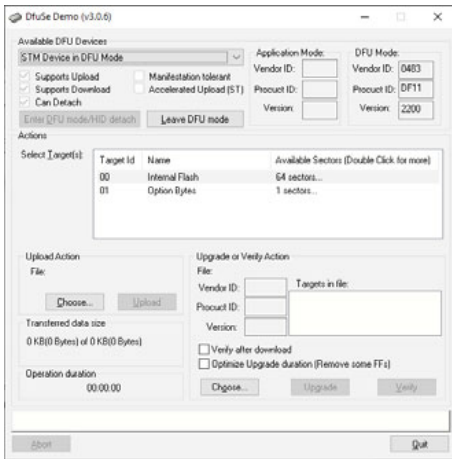 DfuSe Demo (v3.0.6)
Available DFU Devices
STM Device in DFU Mode
Supports Upload
Manifestation tolerant
Supports Download
Accelerated Upload (ST)
Can Detach
Enter DFU mode/HID detach
Leave DFU mode
Application Mode:
Vendor ID:
Procuct ID:
Version:
DFU Mode:
Vendor ID: 0483
Procuct ID: DF11
Version: 2200
Actions
Select Target(s):
Target Id Name Available Sectors (Double Click for more)
00 Internal Flash 64 sectors...
01 Option Bytes 1 sectors...
Upload Action
File:
Choose...
Upload
Transferred data size
0 KB(0 Bytes) of 0 KB(0 Bytes)
Operation duration
00:00:00
Upgrade or Verify Action
File:
Vendor ID:
Procuct ID:
Version:
Targets in file:
Verify after download
Optimize Upgrade duration (Remove some FFs)
Choose...
Upgrade
Verify
Abort
Quit